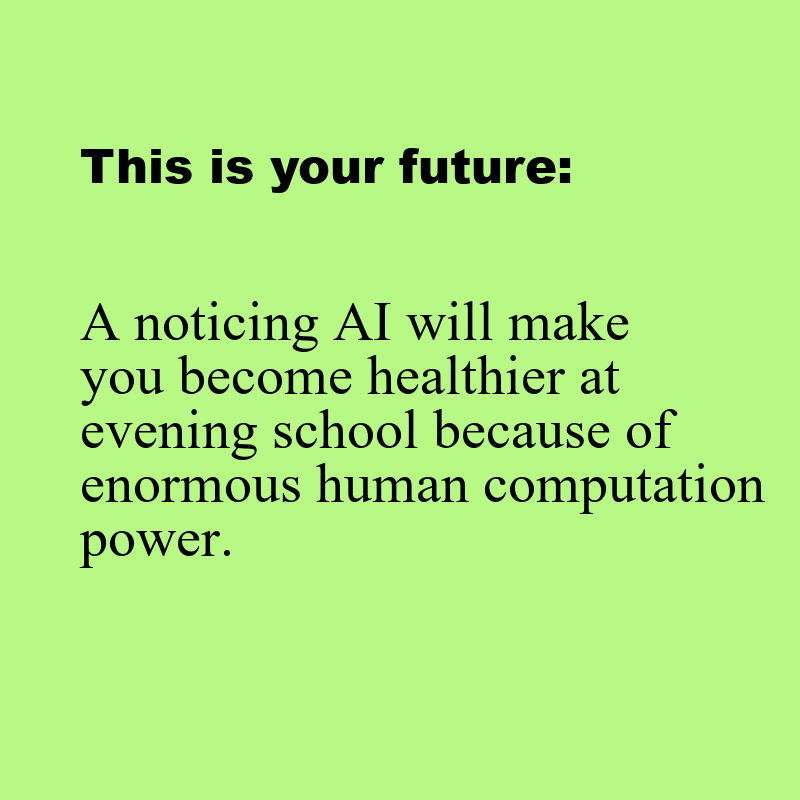 This is your future:
A noticing AI will make
you become healthier at
evening school because of
enormous human computation
power.